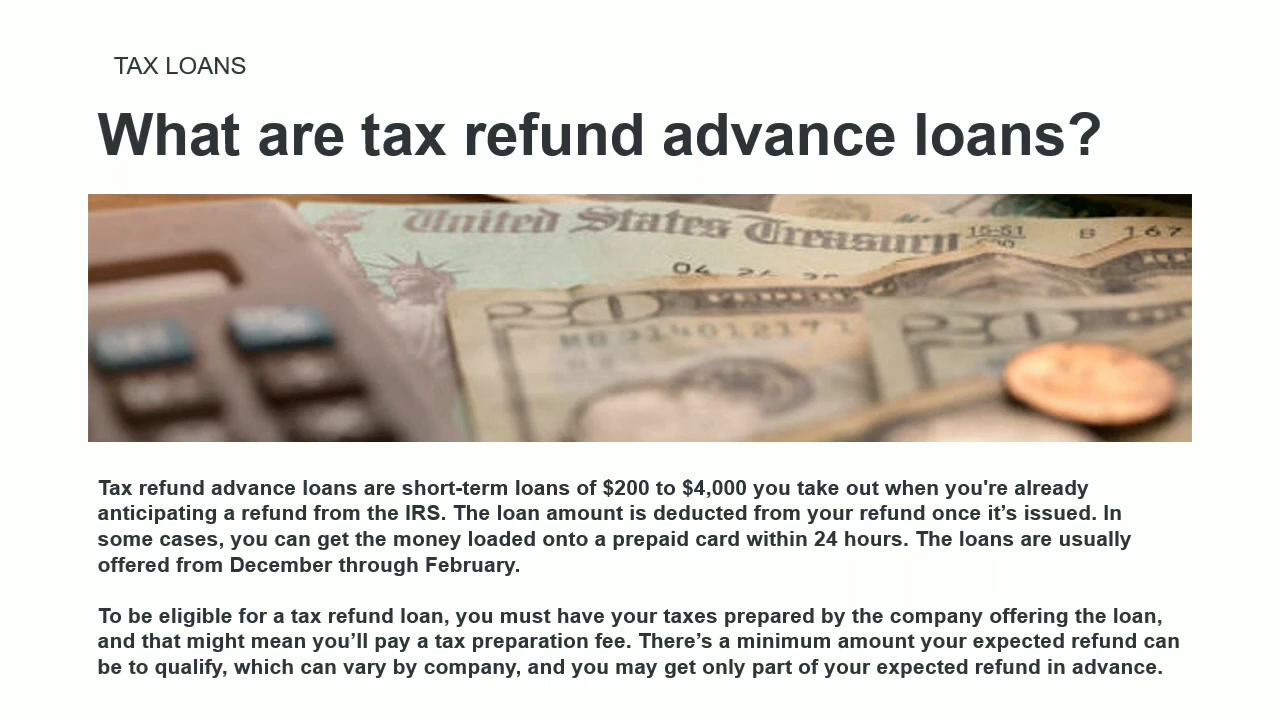 TAX LOANS
What are tax refund advance loans?
United States Treasury
15-51
B 167
20
20
Tax refund advance loans are short-term loans of $200 to $4,000 you take out when you're already
anticipating a refund from the IRS. The loan amount is deducted from your refund once it’s issued. In
some cases, you can get the money loaded onto a prepaid card within 24 hours. The loans are usually
offered from December through February.
To be eligible for a tax refund loan, you must have your taxes prepared by the company offering the loan,
and that might mean you’ll pay a tax preparation fee. There’s a minimum amount your expected refund can
be to qualify, which can vary by company, and you may get only part of your expected refund in advance.